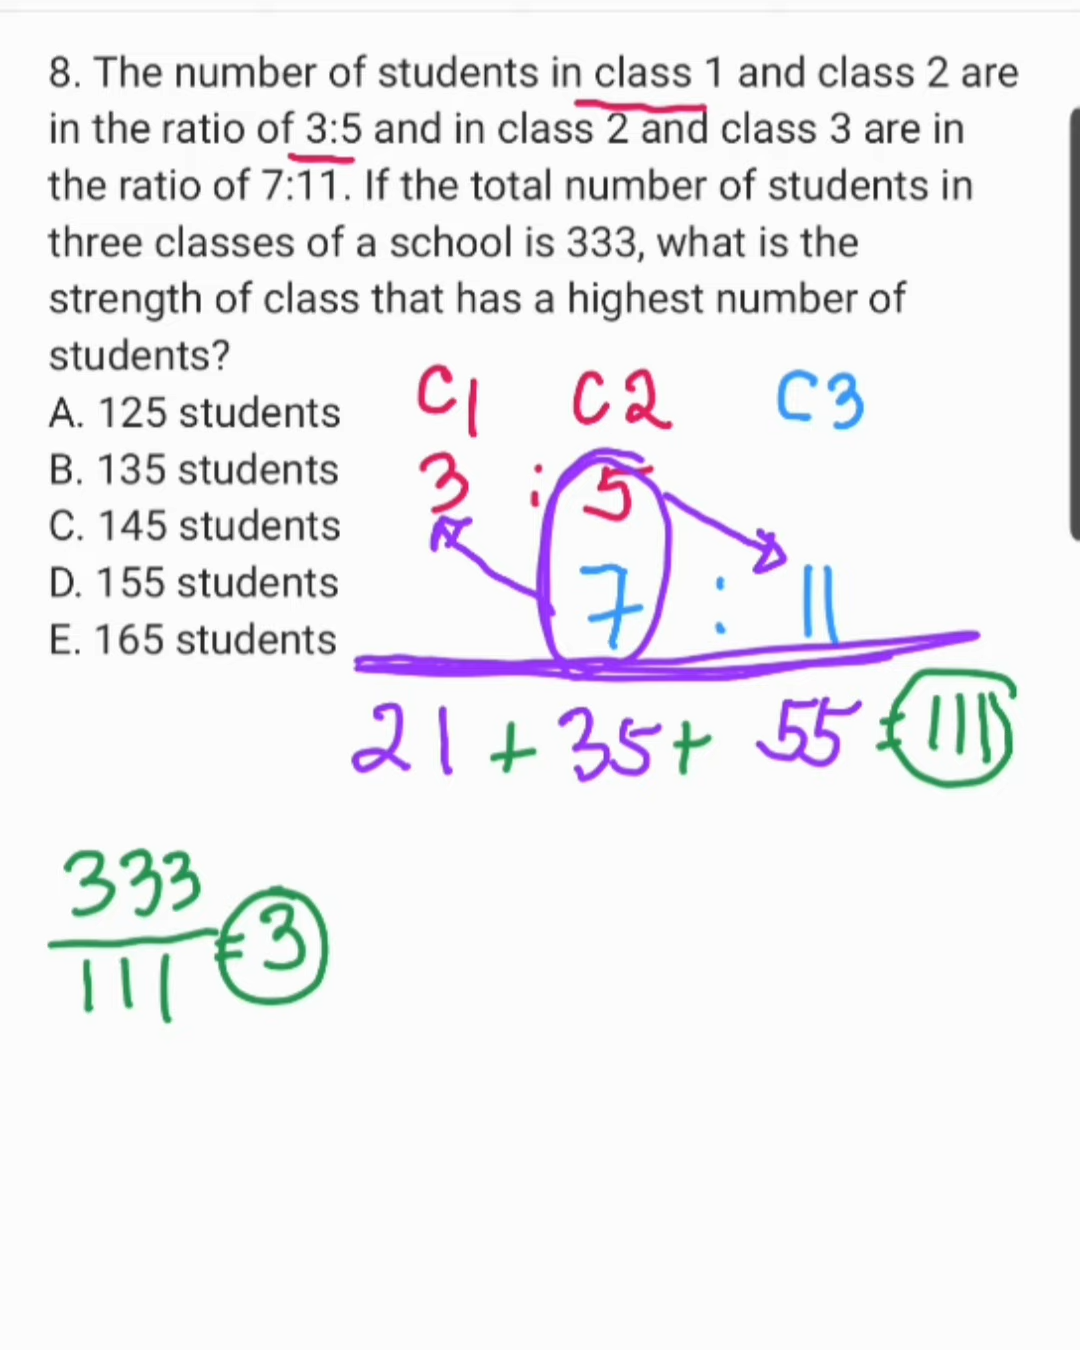 8. The number of students in class 1 and class 2 are
in the ratio of 3:5 and in class 2 and class 3 are in
the ratio of 7:11. If the total number of students in
three classes of a school is 333, what is the
strength of class that has a highest number of
students?
A. 125 students
B. 135 students
C. 145 students
D. 155 students
E. 165 students
C1 C2 C3
3 : 5
7 : 11
21 + 35 + 55 = 111
333
111 = 3